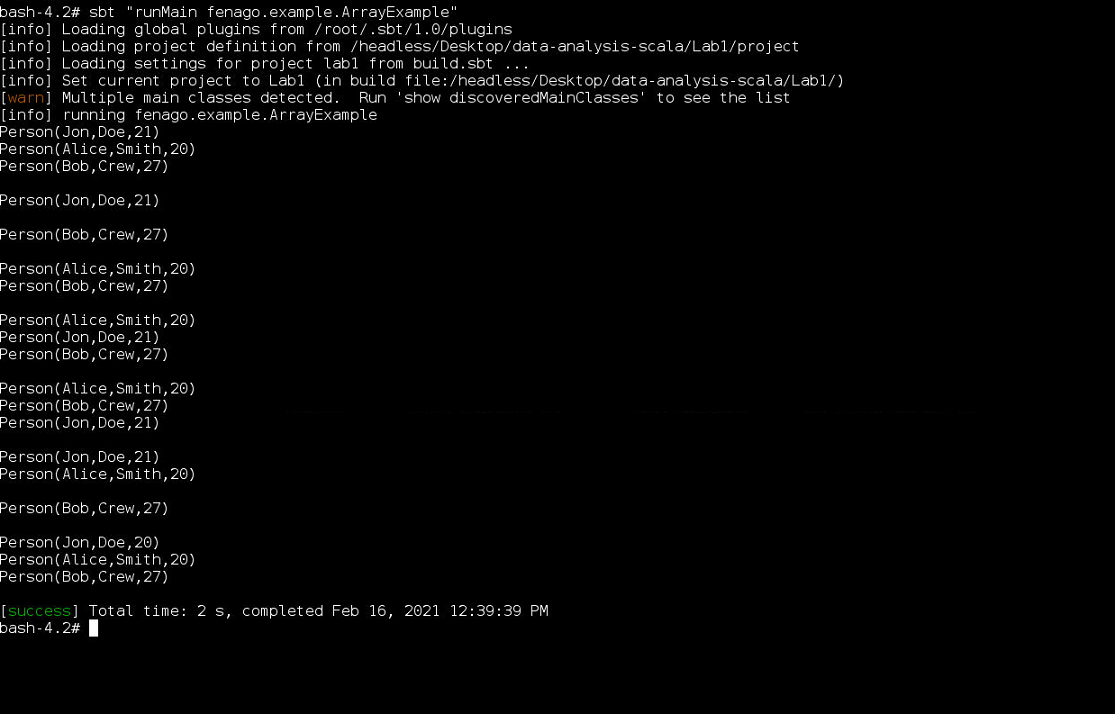 bash-4.2# sbt "runMain fenago.example.ArrayExample"
[info] Loading global plugins from /root/.sbt/1.0/plugins
[info] Loading project definition from /headless/Desktop/data-analysis-scala/Lab1/project
[info] Loading settings for project lab1 from build.sbt ...
[info] Set current project to Lab1 (in build file:/headless/Desktop/data-analysis-scala/Lab1/)
[warn] Multiple main classes detected.  Run 'show discoveredMainClasses' to see the list
[info] running fenago.example.ArrayExample
Person(Jon,Doe,21)
Person(Alice,Smith,20)
Person(Bob,Crew,27)
Person(Jon,Doe,21)
Person(Bob,Crew,27)
Person(Alice,Smith,20)
Person(Bob,Crew,27)
Person(Alice,Smith,20)
Person(Jon,Doe,21)
Person(Bob,Crew,27)
Person(Alice,Smith,20)
Person(Bob,Crew,27)
Person(Jon,Doe,21)
Person(Jon,Doe,21)
Person(Alice,Smith,20)
Person(Bob,Crew,27)
Person(Jon,Doe,20)
Person(Alice,Smith,20)
Person(Bob,Crew,27)
[success] Total time: 2 s, completed Feb 16, 2021 12:39:39 PM
bash-4.2#